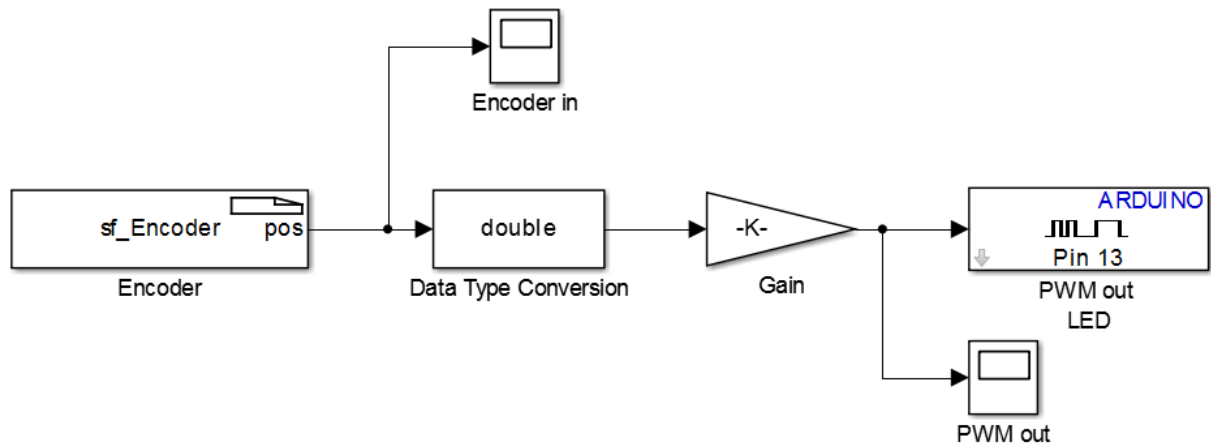 Encoder in
sf_Encoder
pos
Encoder
double
Data Type Conversion
-K-
Gain
ARDUINO
Pin 13
PWM out
LED
PWM out